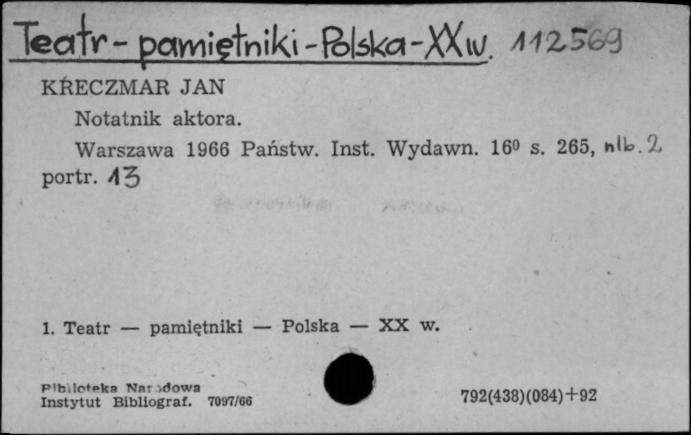 Teatr - pamiętniki - Polska - XX w. 112569
KRECZMAR JAN
Notatnik aktora.
Warszawa 1966 Państw. Inst. Wydawn. 16⁰ s. 265, nlb. 2
portr. 13
1. Teatr — pamiętniki — Polska — XX w.
Biblioteka Narodowa
Instytut Bibliograf. 7097/66
792(438)(084)+92